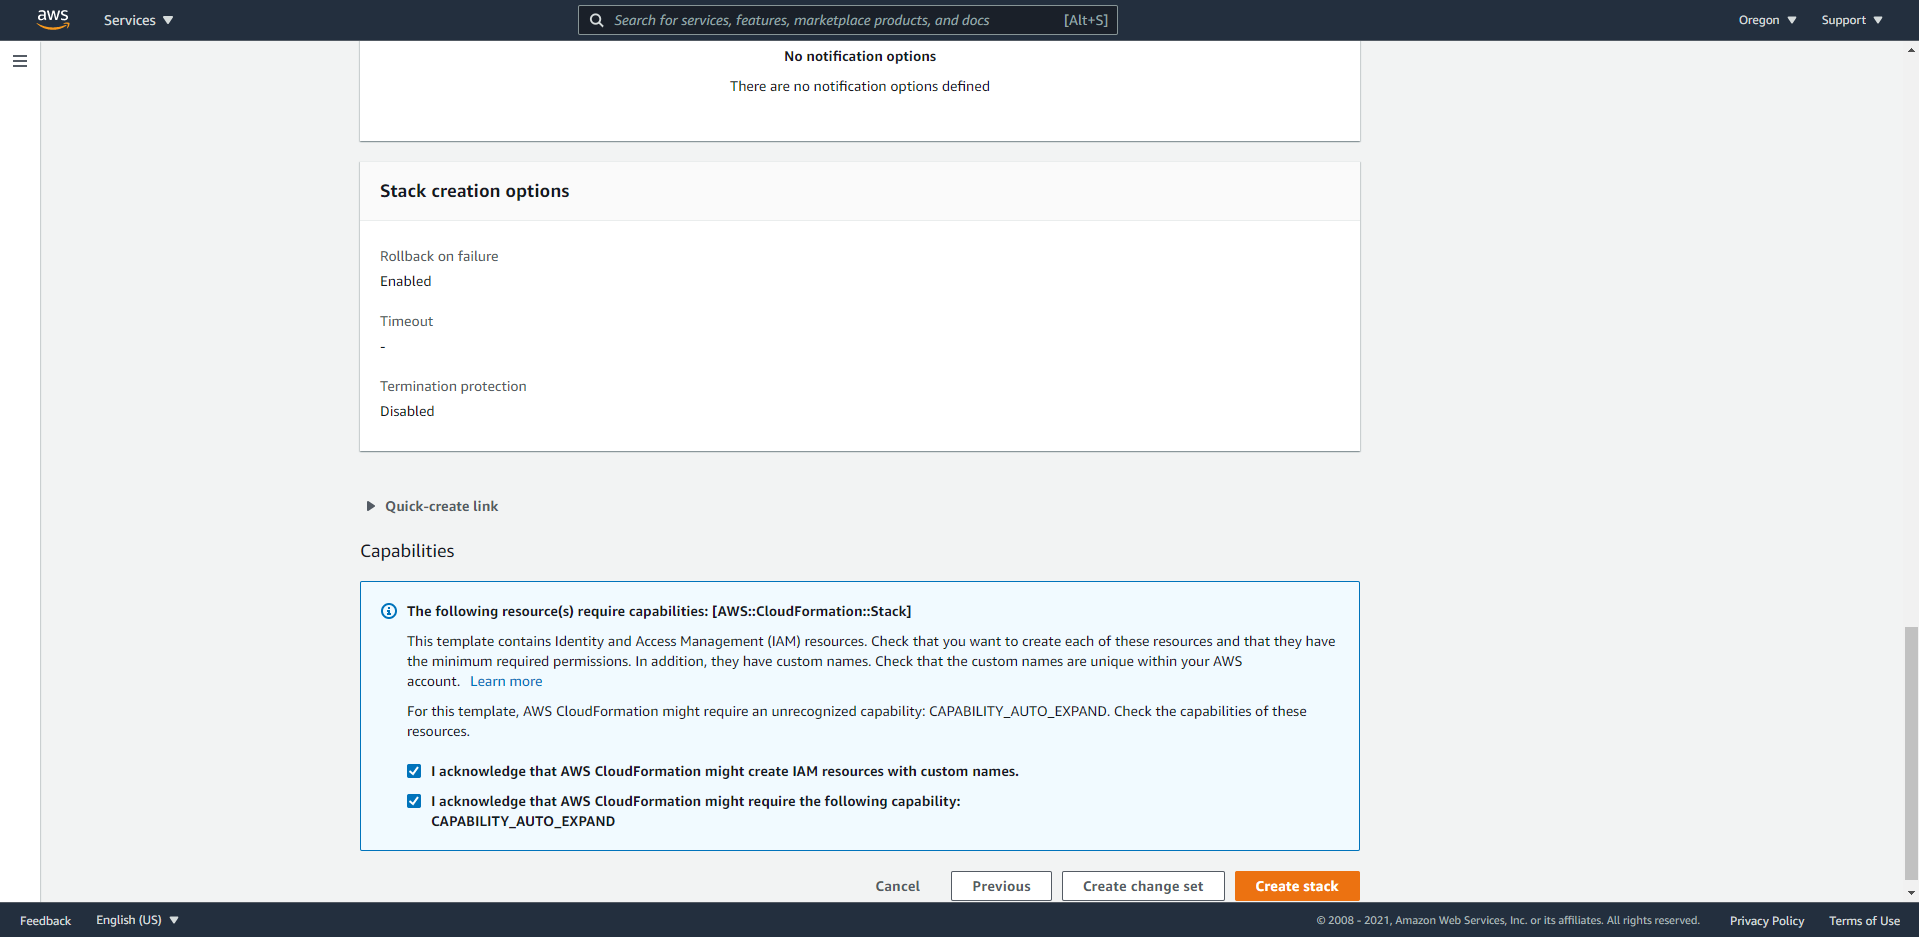 aws
Services
Search for services, features, marketplace products, and docs
[Alt+S]
Oregon
Support
No notification options
There are no notification options defined
Stack creation options
Rollback on failure
Enabled
Timeout
-
Termination protection
Disabled
Quick-create link
Capabilities
The following resource(s) require capabilities: [AWS::CloudFormation::Stack]
This template contains Identity and Access Management (IAM) resources. Check that you want to create each of these resources and that they have
the minimum required permissions. In addition, they have custom names. Check that the custom names are unique within your AWS
account. Learn more
For this template, AWS CloudFormation might require an unrecognized capability: CAPABILITY_AUTO_EXPAND. Check the capabilities of these
resources.
I acknowledge that AWS CloudFormation might create IAM resources with custom names.
I acknowledge that AWS CloudFormation might require the following capability:
CAPABILITY_AUTO_EXPAND
Cancel
Previous
Create change set
Create stack
Feedback
English (US)
© 2008 - 2021, Amazon Web Services, Inc. or its affiliates. All rights reserved.
Privacy Policy
Terms of Use